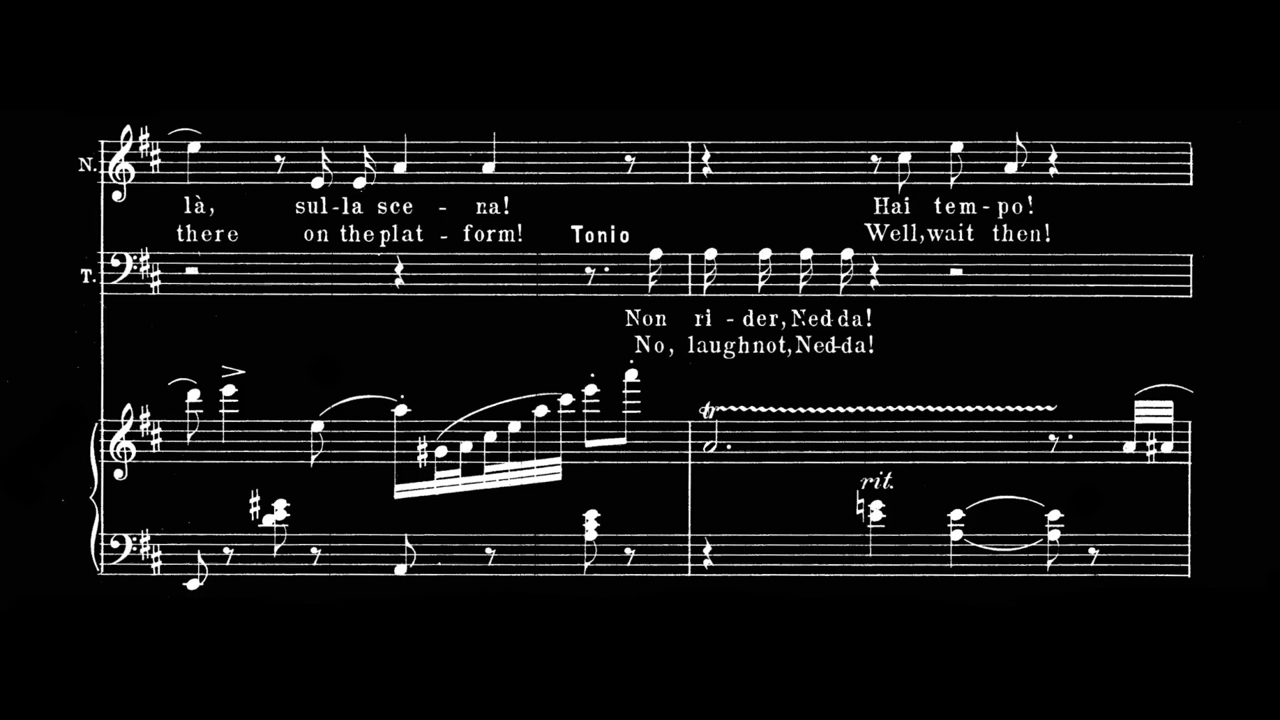 N.
là, sul-la sce - na!
there on the plat - form! Tonio
Hai tem-po!
Well, wait then!
T.
Non ri - der, Ned-da!
No, laugh not, Ned-da!
tr
rit.